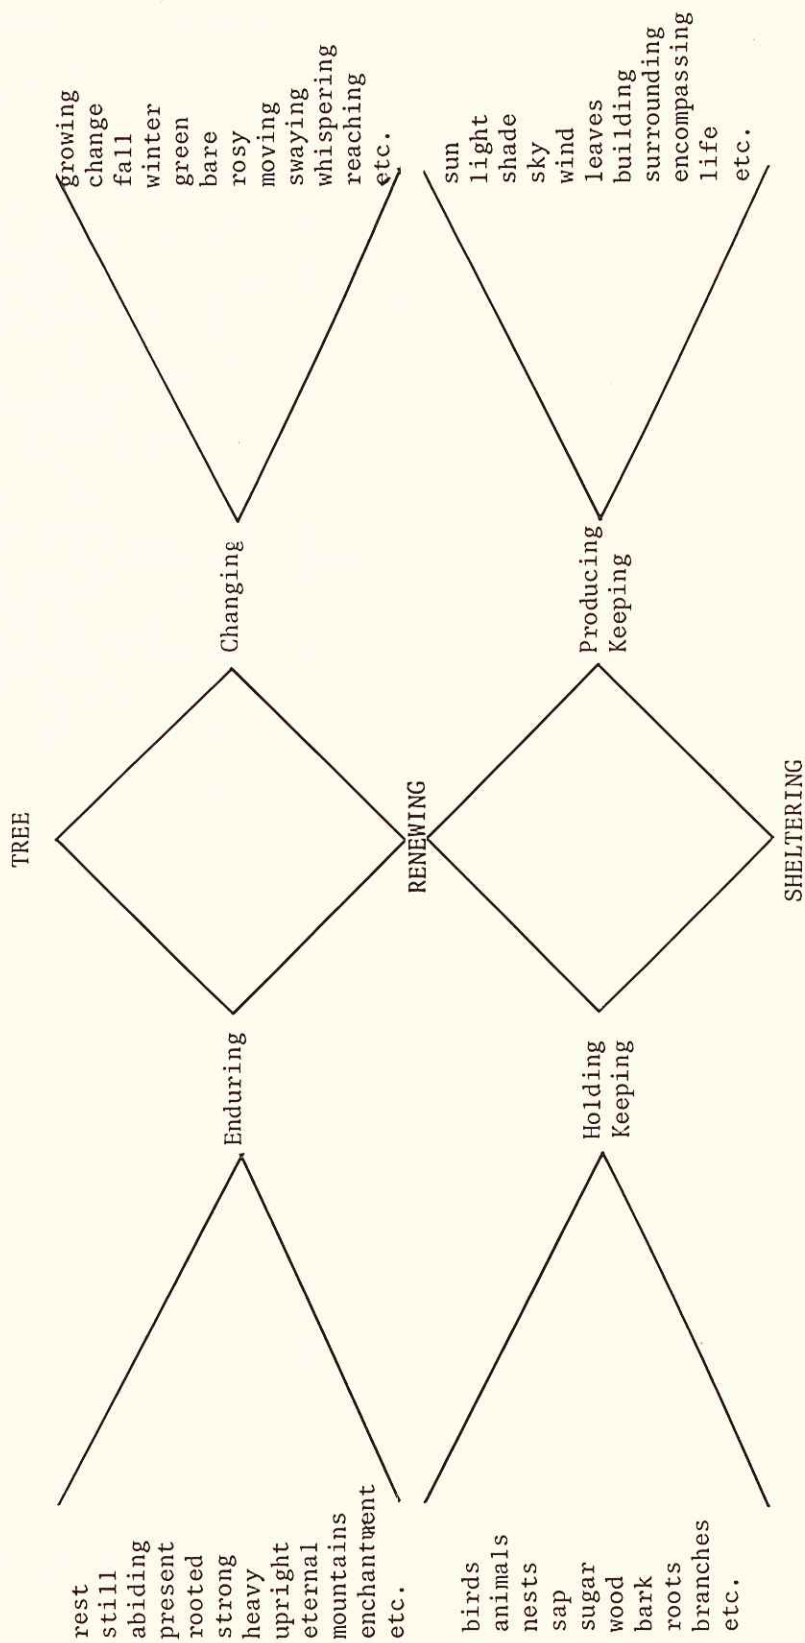 TREE
rest
still
abiding
present
rooted
strong
heavy
upright
eternal
mountains
enchantment
etc.
Enduring
Changing
growing
change
fall
winter
green
bare
rosy
moving
swaying
whispering
reaching
etc.
RENEWING
birds
animals
nests
sap
sugar
wood
bark
roots
branches
etc.
Holding
Keeping
Producing
Keeping
sun
light
shade
sky
wind
leaves
building
surrounding
encompassing
life
etc.
SHELTERING